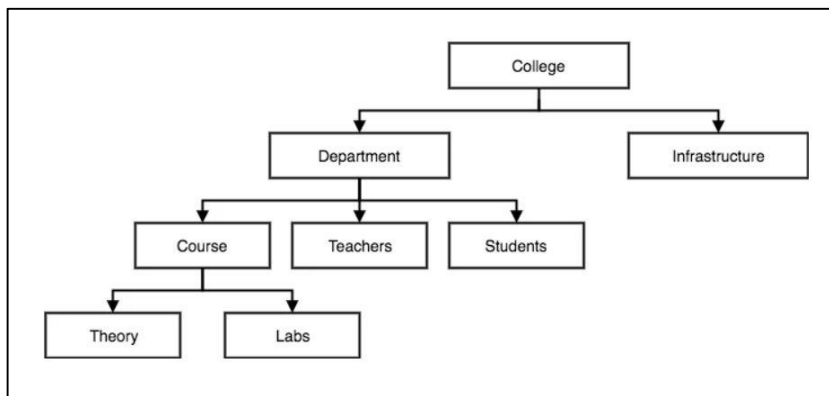 College
Department
Infrastructure
Course
Teachers
Students
Theory
Labs